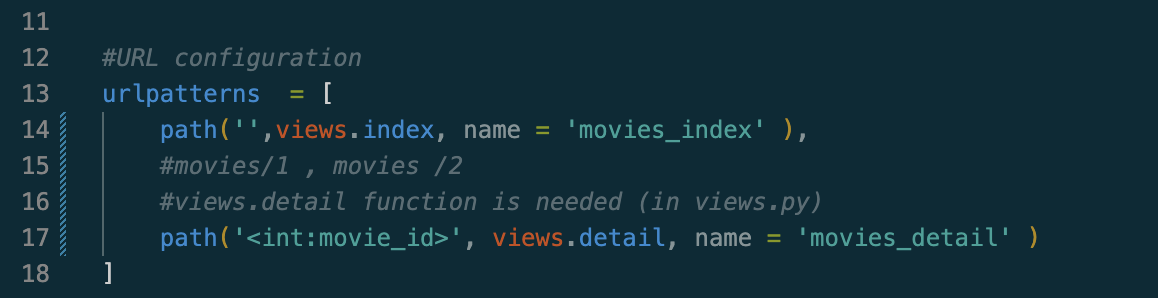 11
12 #URL configuration
13 urlpatterns  = [
14     path('',views.index, name = 'movies_index' ),
15     #movies/1 , movies /2
16     #views.detail function is needed (in views.py)
17     path('<int:movie_id>', views.detail, name = 'movies_detail' )
18 ]